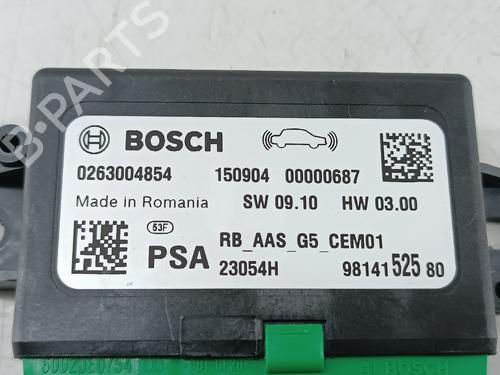 BOSCH
0263004854 150904 00000687
Made in Romania SW 09.10 HW 03.00
53F
PSA RB_AAS_G5_CEM01
23054H 98141 525 80
BOSCH